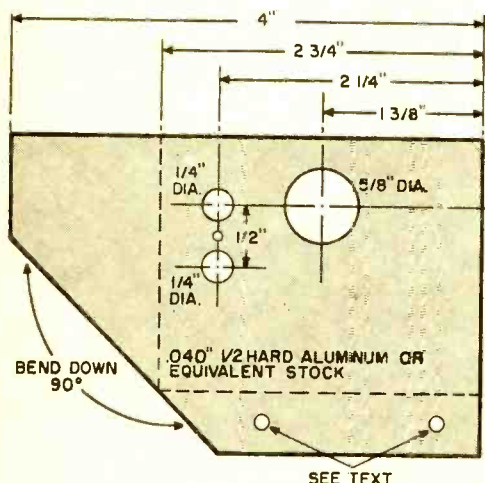 4"
2 3/4"
2 1/4"
1 3/8"
1/4"
DIA.
5/8" DIA.
1/2"
1/4"
DIA.
.040" 1/2 HARD ALUMINUM OR
EQUIVALENT STOCK
BEND DOWN
90°
SEE TEXT